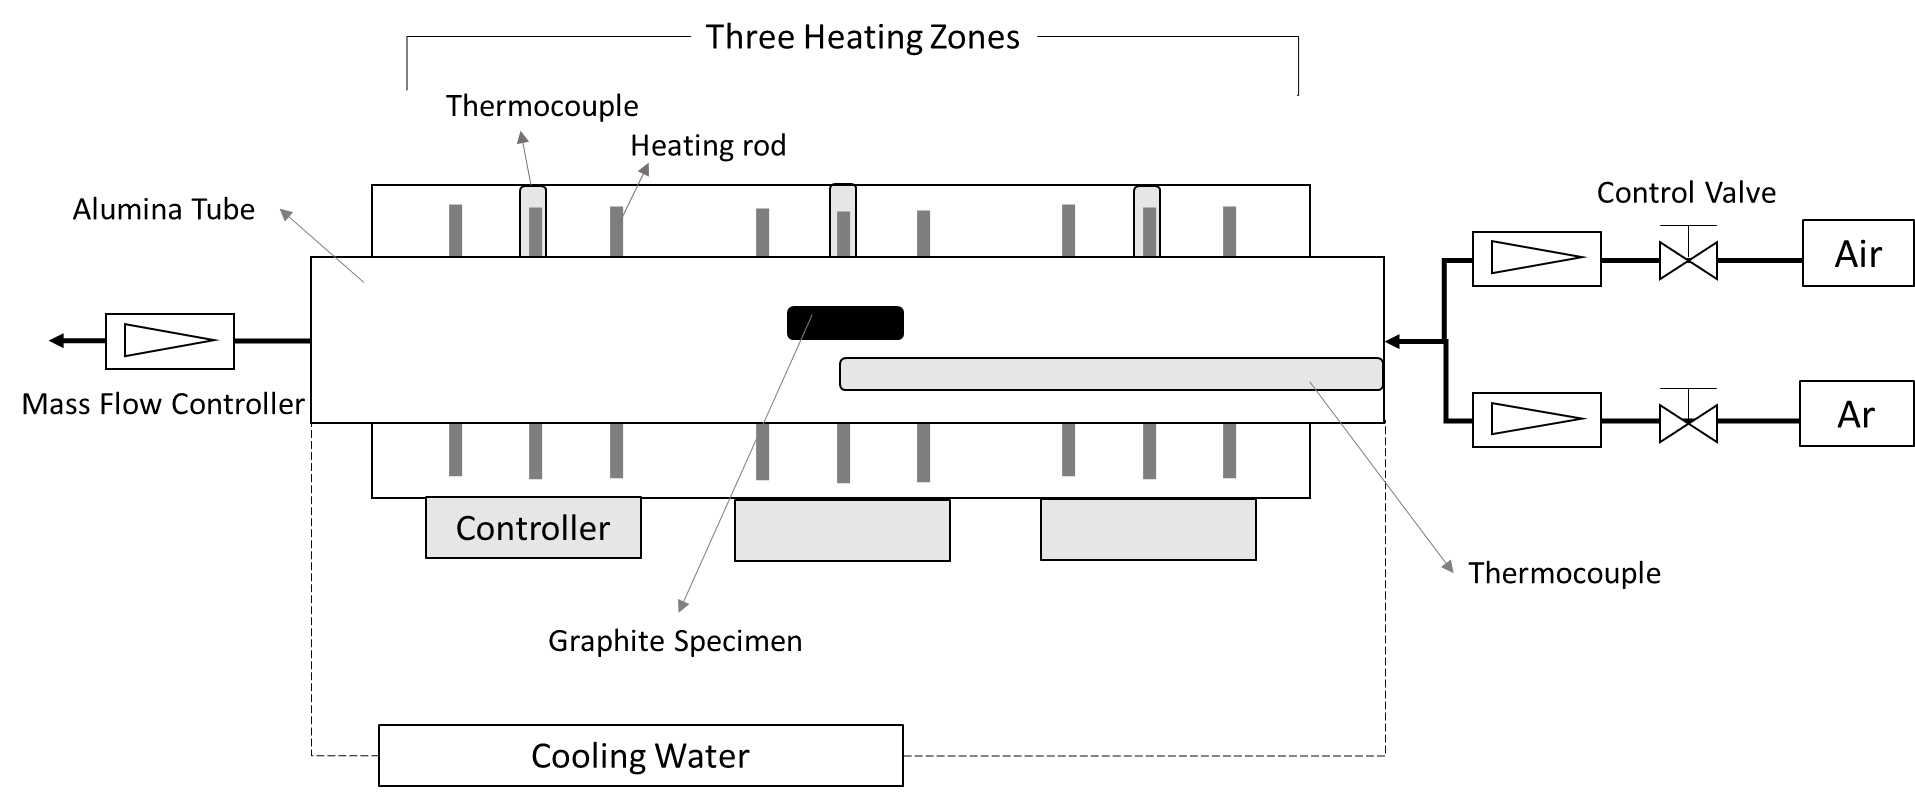 Three Heating Zones
Thermocouple
Heating rod
Alumina Tube
Control Valve
Air
Mass Flow Controller
Ar
Controller
Thermocouple
Graphite Specimen
Cooling Water